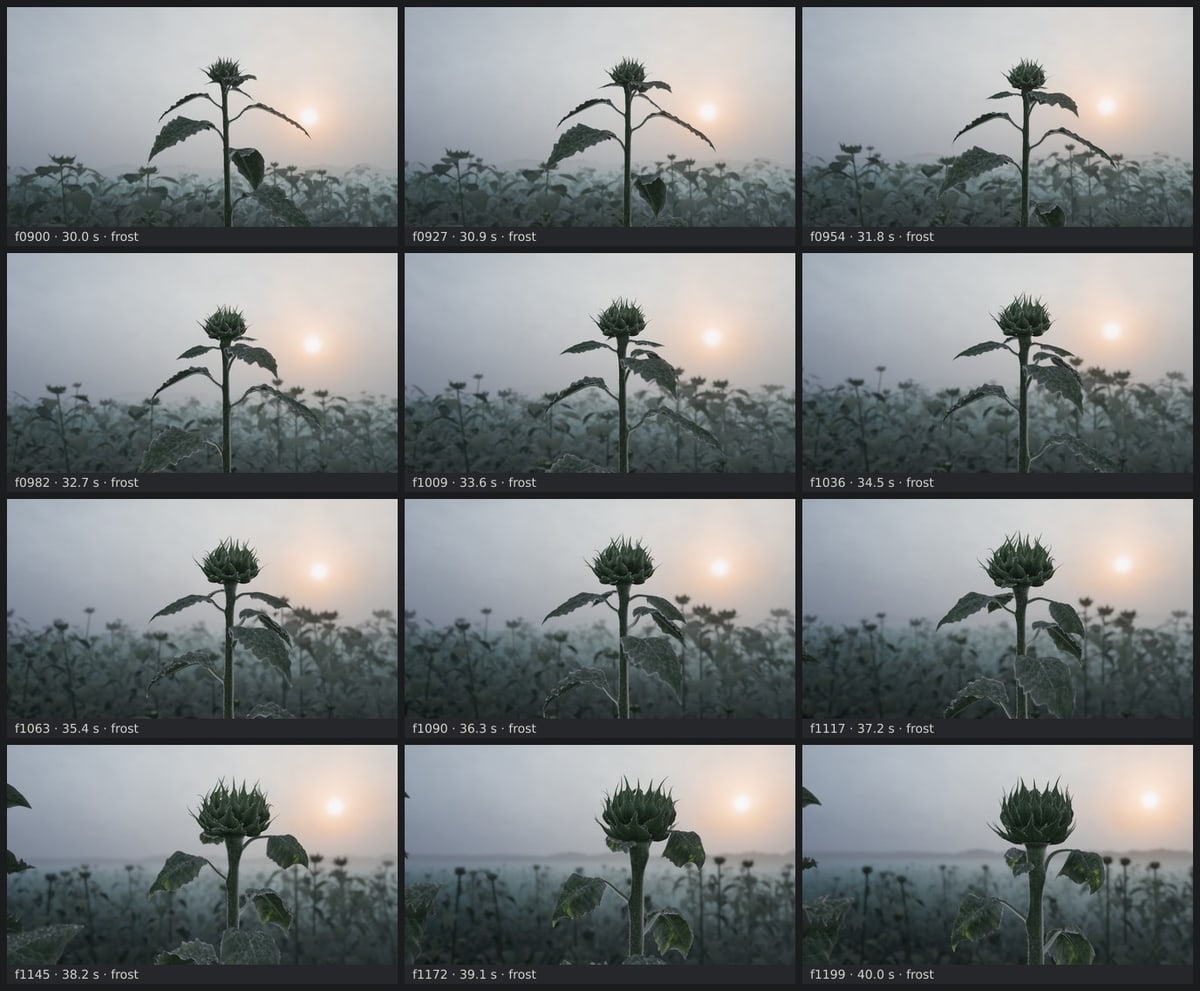 f0900 · 30.0 s · frost
f0927 · 30.9 s · frost
f0954 · 31.8 s · frost
f0982 · 32.7 s · frost
f1009 · 33.6 s · frost
f1036 · 34.5 s · frost
f1063 · 35.4 s · frost
f1090 · 36.3 s · frost
f1117 · 37.2 s · frost
f1145 · 38.2 s · frost
f1172 · 39.1 s · frost
f1199 · 40.0 s · frost